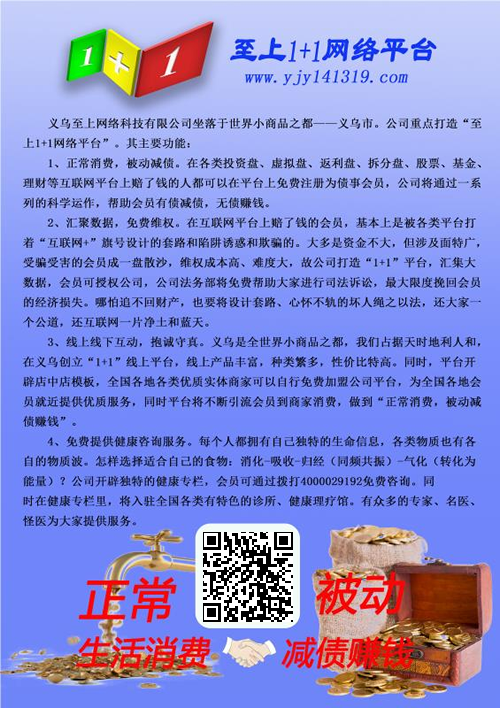 1+1
至上1+1网络平台
www.yjy141319.com
义乌至上网络科技有限公司坐落于世界小商品之都——义乌市。公司重点打造“至
上1+1网络平台”。其主要功能：
1、正常消费，被动减债。在各类投资盘、虚拟盘、返利盘、拆分盘、股票、基金、
理财等互联网平台上赔了钱的人都可以在平台上免费注册为债事会员，公司将通过一系
列的科学运作，帮助会员有债减债，无债赚钱。
2、汇聚数据，免费维权。在互联网平台上赔了钱的会员，基本上是被各类平台打
着“互联网+”旗号设计的套路和陷阱诱惑和欺骗的。大多是资金不大，但涉及面特广，
受骗受害的会员成一盘散沙，维权成本高、难度大，故公司打造“1+1”平台，汇集大
数据，会员可授权公司，公司法务部将免费帮助大家进行司法诉讼，最大限度挽回会员
的经济损失。哪怕追不回财产，也要将设计套路、心怀不轨的坏人绳之以法，还大家一
个公道，还互联网一片净土和蓝天。
3、线上线下互动，抱诚守真。义乌是全世界小商品之都，我们占据天时地利人和，
在义乌创立“1+1”线上平台，线上产品丰富，种类繁多，性价比特高。同时，平台开
辟店中店模板，全国各地各类优质实体商家可以自行免费加盟公司平台，为全国各地会
员就近提供优质服务，同时平台将不断引流会员到商家消费，做到“正常消费，被动减
债赚钱”。
4、免费提供健康咨询服务。每个人都拥有自己独特的生命信息，各类物质也有各
自的物质波。怎样选择适合自己的食物：消化-吸收-归经（同频共振）-气化（转化为
能量）？公司开辟独特的健康专栏，会员可通过拨打4000029192免费咨询。同
时在健康专栏里，将入驻全国各类有特色的诊所、健康理疗馆。有众多的专家、名医、
怪医为大家提供服务。
正常 被动
生活消费 减债赚钱